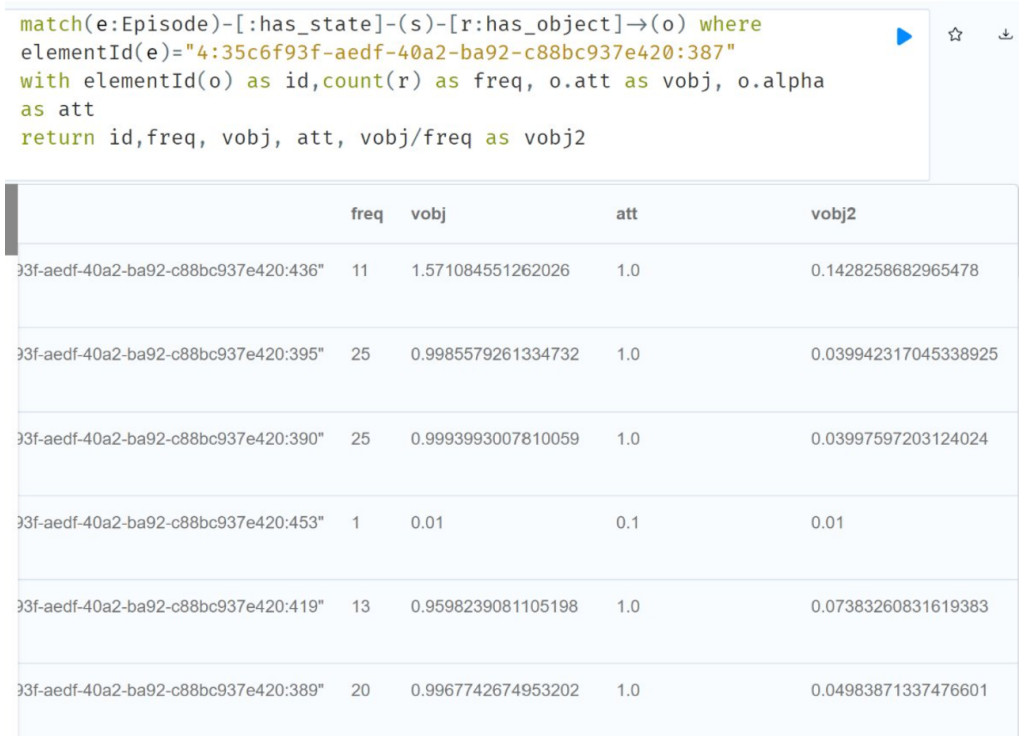 match(e:Episode)-[:has_state]-(s)-[r:has_object]→(o) where
elementId(e)="4:35c6f93f-aedf-40a2-ba92-c88bc937e420:387"
with elementId(o) as id,count(r) as freq, o.att as vobj, o.alpha
as att
return id,freq, vobj, att, vobj/freq as vobj2
freq vobj att vobj2
93f-aedf-40a2-ba92-c88bc937e420:436" 11 1.571084551262026 1.0 0.1428258682965478
93f-aedf-40a2-ba92-c88bc937e420:395" 25 0.9985579261334732 1.0 0.039942317045338925
93f-aedf-40a2-ba92-c88bc937e420:390" 25 0.9993993007810059 1.0 0.03997597203124024
93f-aedf-40a2-ba92-c88bc937e420:453" 1 0.01 0.1 0.01
93f-aedf-40a2-ba92-c88bc937e420:419" 13 0.9598239081105198 1.0 0.07383260831619383
93f-aedf-40a2-ba92-c88bc937e420:389" 20 0.9967742674953202 1.0 0.04983871337476601